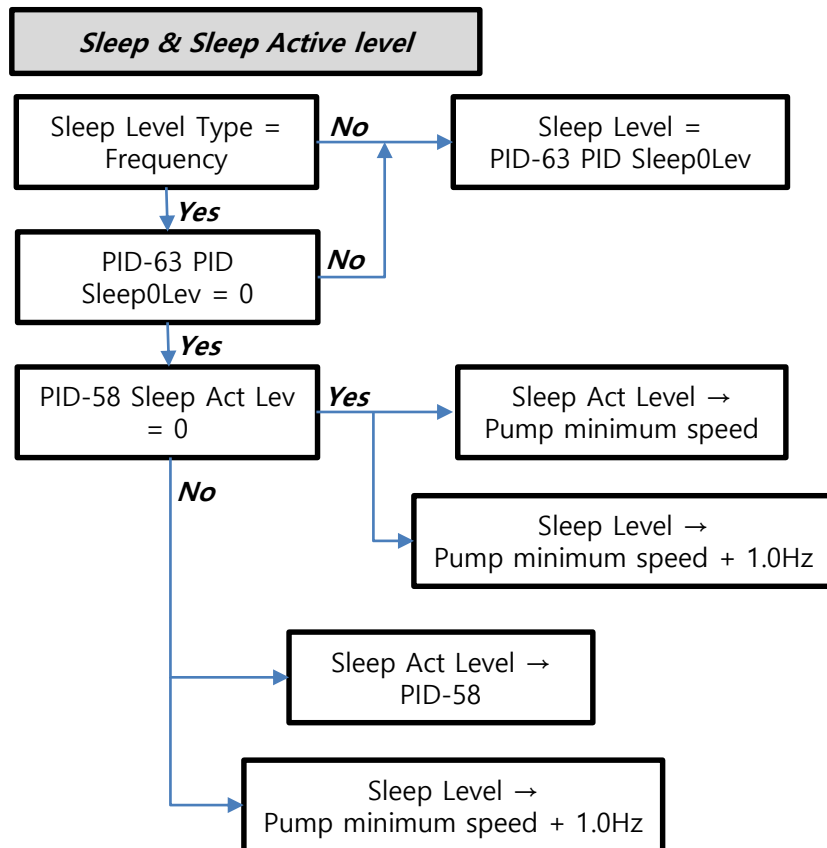 Sleep & Sleep Active level
Sleep Level Type =
Frequency
No
Sleep Level =
PID-63 PID Sleep0Lev
Yes
PID-63 PID
Sleep0Lev = 0
No
Yes
PID-58 Sleep Act Lev
= 0
Yes
Sleep Act Level →
Pump minimum speed
No
Sleep Level →
Pump minimum speed + 1.0Hz
Sleep Act Level →
PID-58
Sleep Level →
Pump minimum speed + 1.0Hz